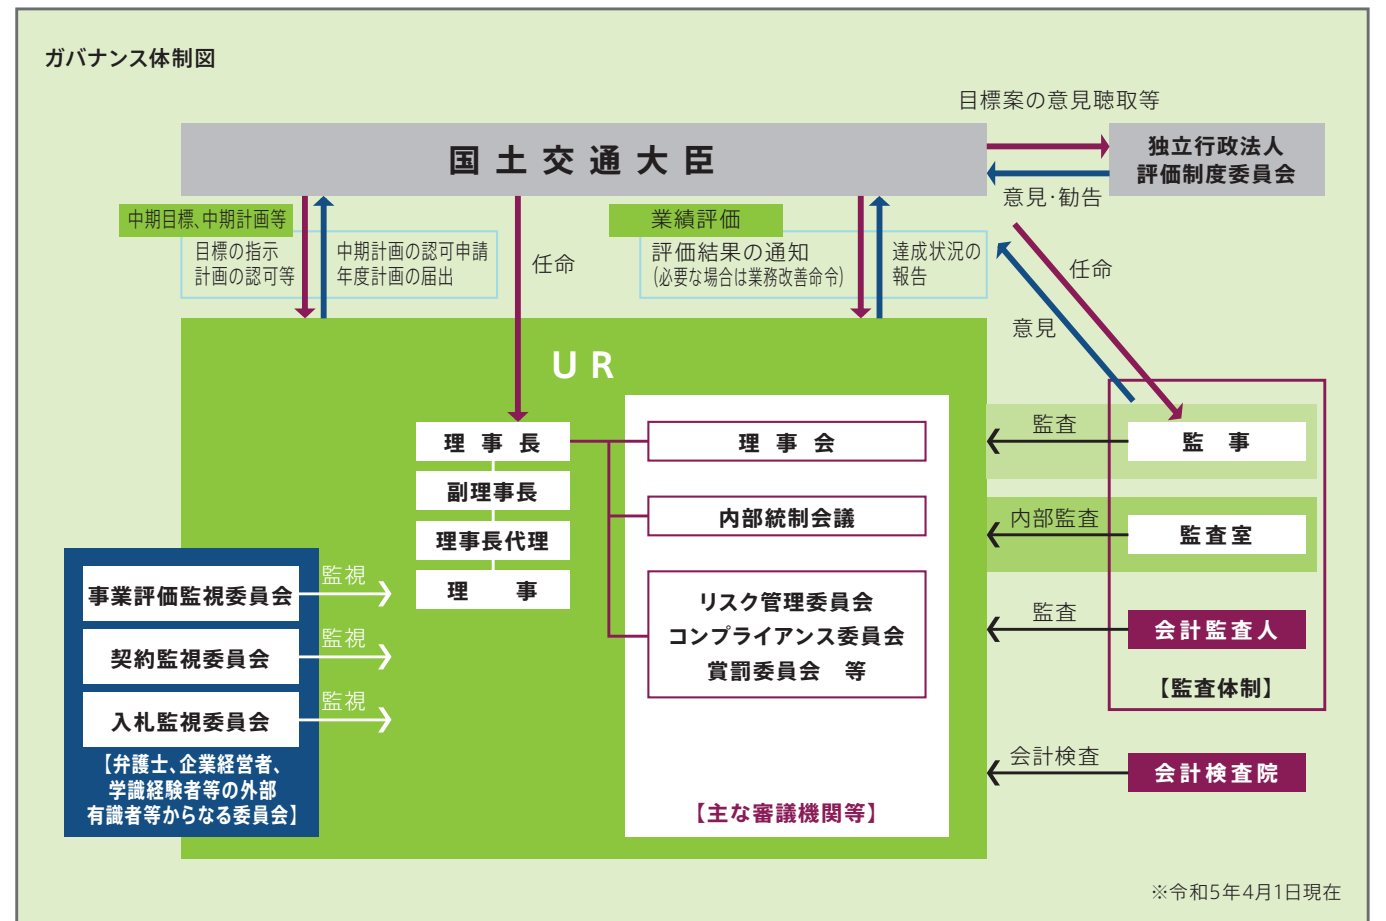 ガバナンス体制図
目標案の意見聴取等
国土交通大臣
独立行政法人
評価制度委員会
意見・勧告
中期目標、中期計画等
目標の指示
計画の認可等
中期計画の認可申請
年度計画の届出
任命
業績評価
評価結果の通知
(必要な場合は業務改善命令)
達成状況の
報告
任命
意見
UR
理事長
副理事長
理事長代理
理事
理事会
内部統制会議
リスク管理委員会
コンプライアンス委員会
賞罰委員会 等
【主な審議機関等】
監査
監事
内部監査
監査室
監査
会計監査人
【監査体制】
会計検査
会計検査院
事業評価監視委員会
監視
契約監視委員会
監視
入札監視委員会
監視
【弁護士、企業経営者、
学識経験者等の外部
有識者等からなる委員会】
※令和5年4月1日現在